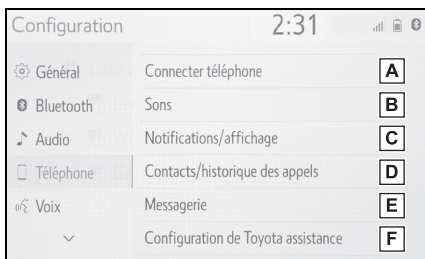 Configuration 2:31
Général
Bluetooth
Audio
Téléphone
Voix
Connecter téléphone A
Sons B
Notifications/affichage C
Contacts/historique des appels D
Messagerie E
Configuration de Toyota assistance F